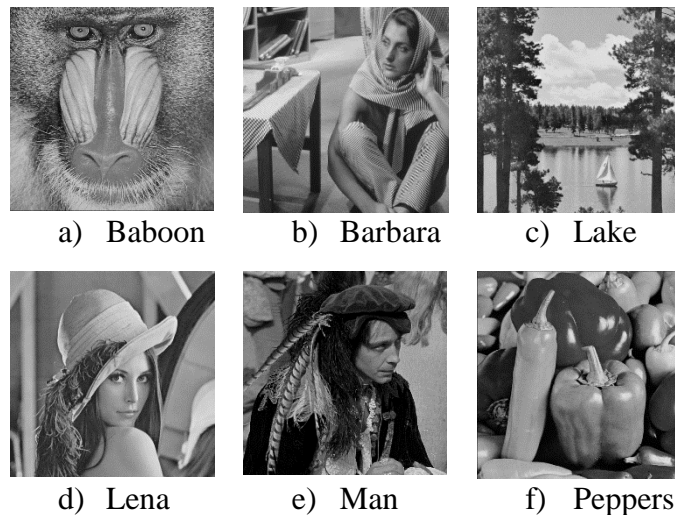 a) Baboon
b) Barbara
c) Lake
d) Lena
e) Man
f) Peppers